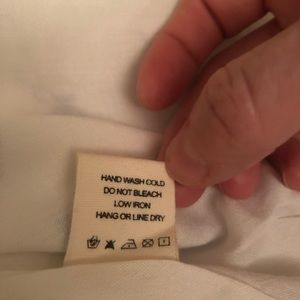 HAND WASH COLD
DO NOT BLEACH
LOW IRON
HANG OR LINE DRY